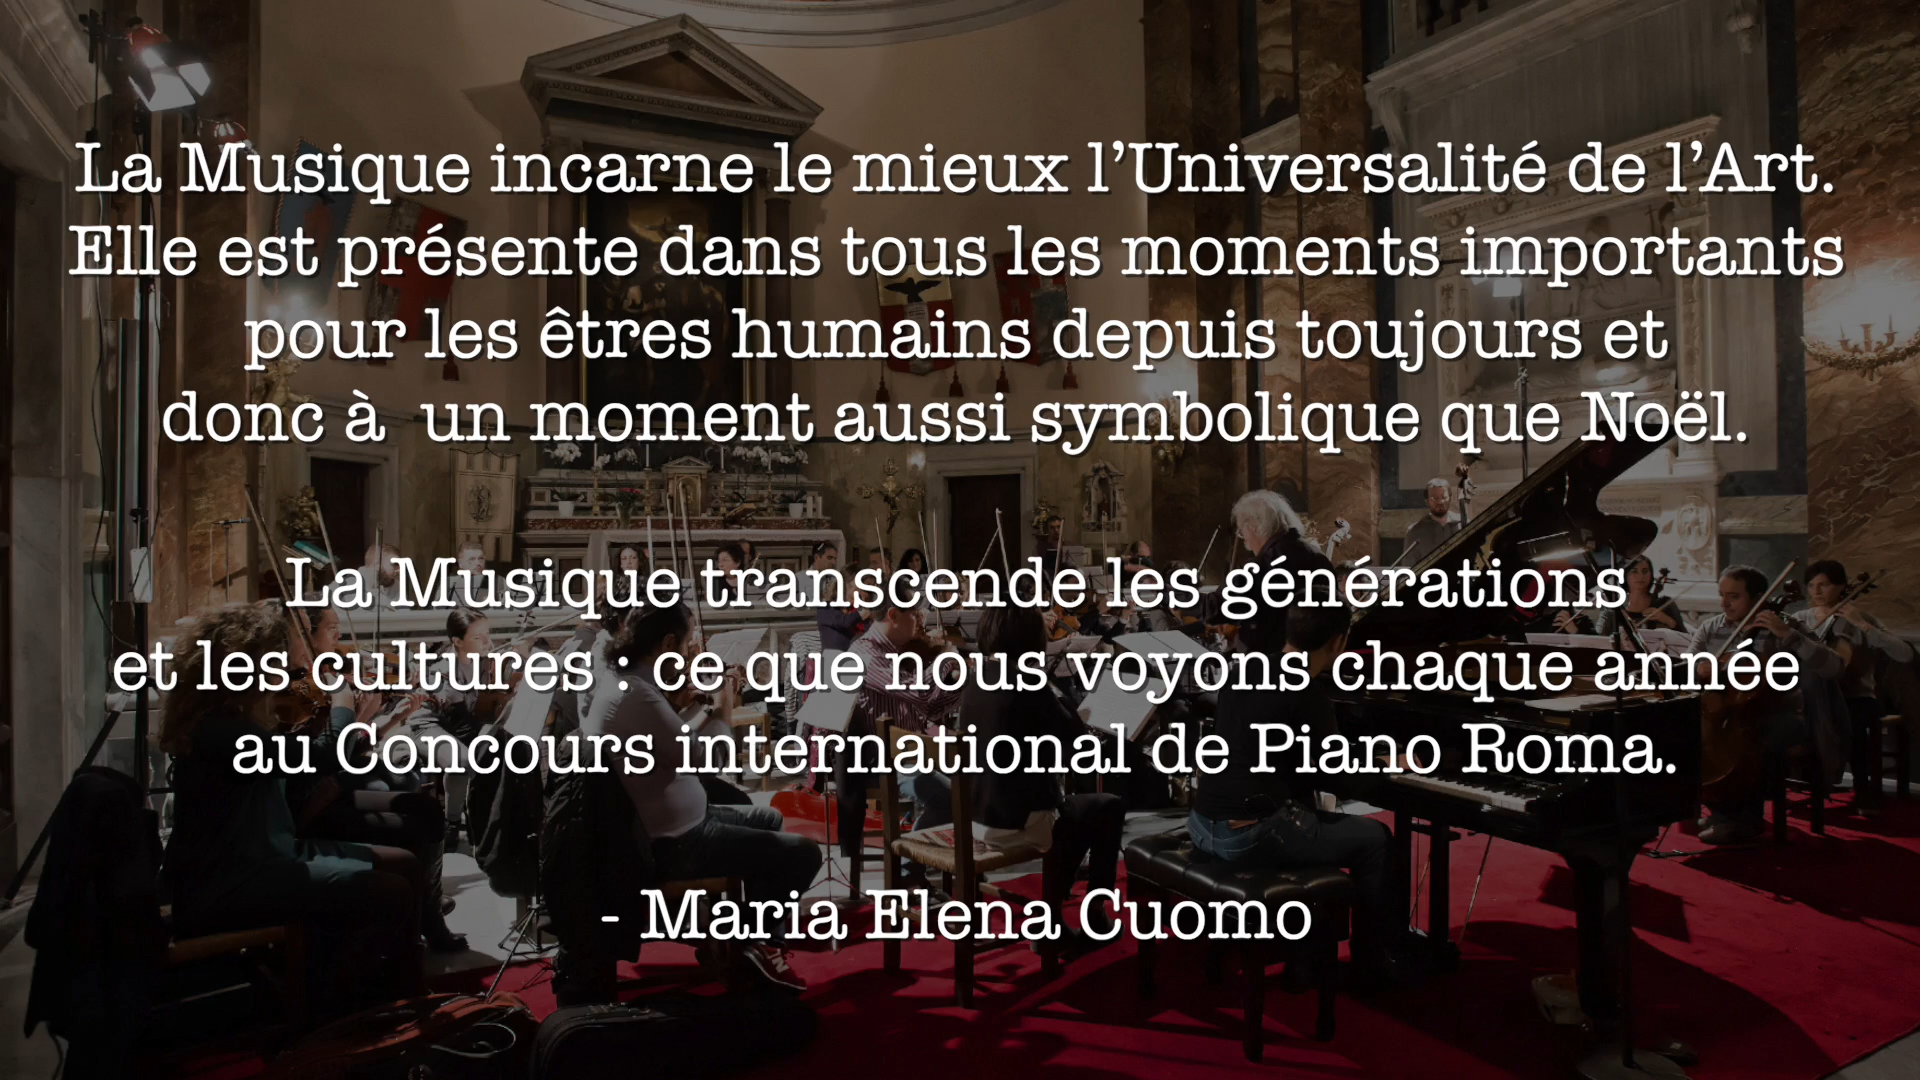 La Musique incarne le mieux l’Universalité de l’Art.
Elle est présente dans tous les moments importants
pour les êtres humains depuis toujours et
donc à  un moment aussi symbolique que Noël.
La Musique transcende les générations
et les cultures : ce que nous voyons chaque année
au Concours international de Piano Roma.
- Maria Elena Cuomo